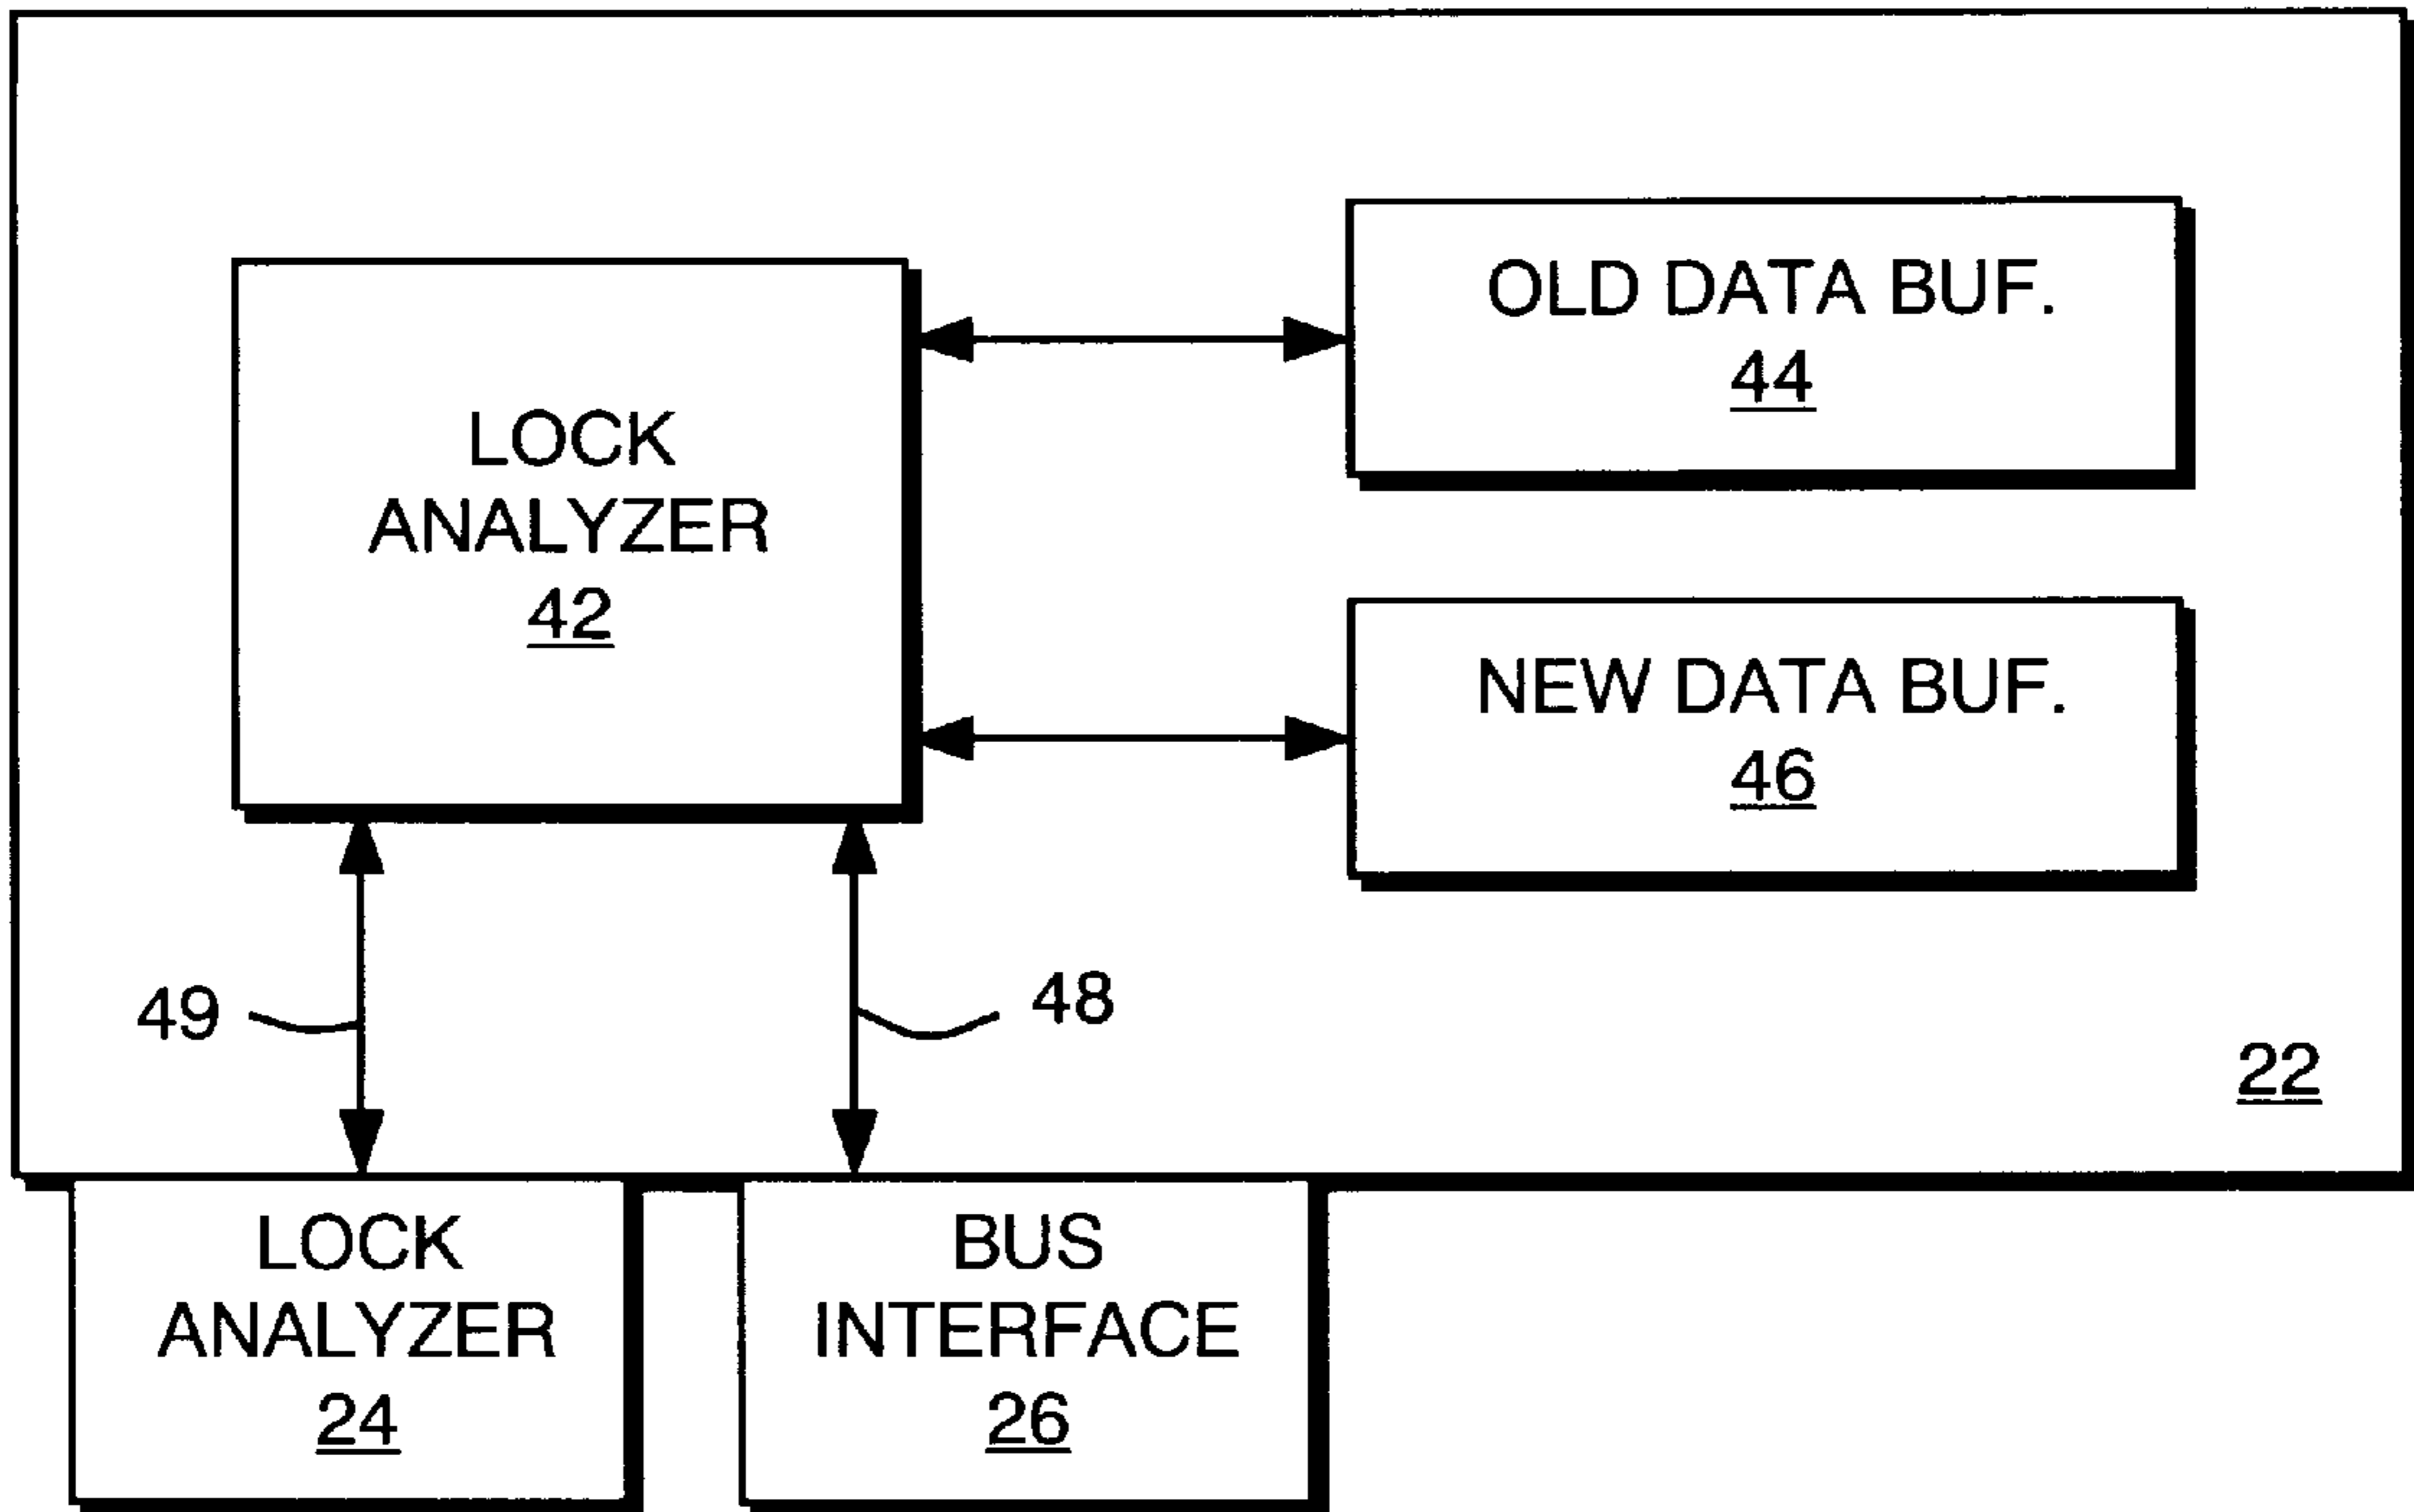 OLD DATA BUF.
44
LOCK
ANALYZER
42
NEW DATA BUF.
46
49
48
22
LOCK
ANALYZER
24
BUS
INTERFACE
26